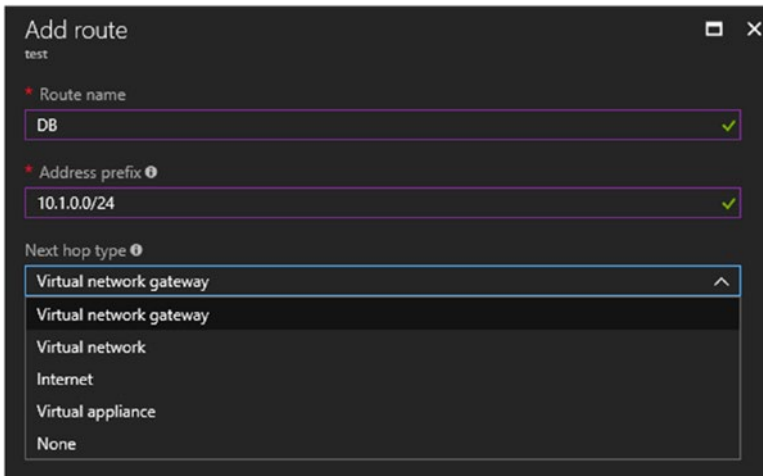 Add route
test
* Route name
DB
* Address prefix
10.1.0.0/24
Next hop type
Virtual network gateway
Virtual network gateway
Virtual network
Internet
Virtual appliance
None